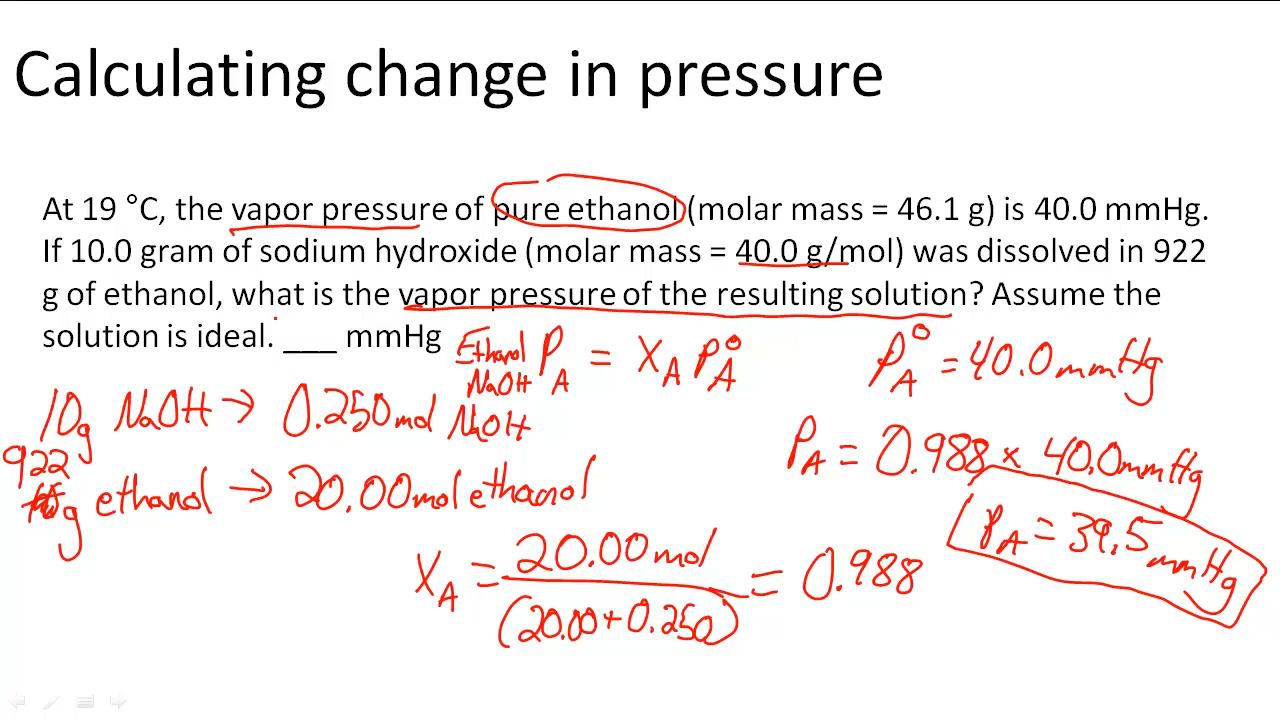 Calculating change in pressure
At 19 °C, the vapor pressure of pure ethanol (molar mass = 46.1 g) is 40.0 mmHg.
If 10.0 gram of sodium hydroxide (molar mass = 40.0 g/mol) was dissolved in 922
g of ethanol, what is the vapor pressure of the resulting solution? Assume the
solution is ideal. ___ mmHg
Ethanol
NaOH
P_A = X_A P_A°
P_A° = 40.0 mmHg
10g NaOH → 0.250 mol NaOH
922
g ethanol → 20.00 mol ethanol
P_A = 0.988 × 40.0 mmHg
P_A = 39.5 mmHg
X_A = 20.00 mol / (20.00 + 0.250) = 0.988